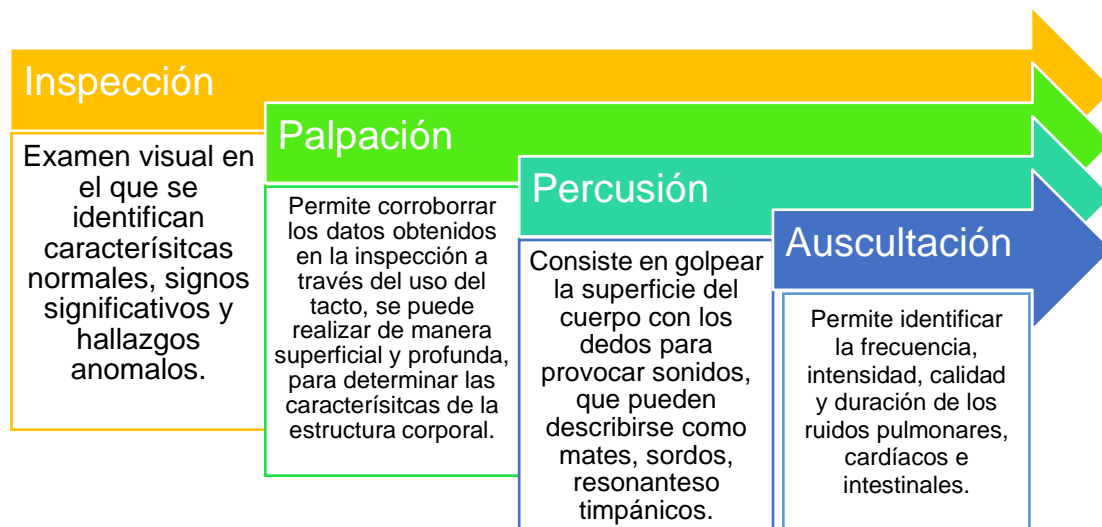 Inspección
Examen visual en
el que se
identifican
caracterísitcas
normales, signos
significativos y
hallazgos
anomalos.
Palpación
Permite corroborrar
los datos obtenidos
en la inspección a
través del uso del
tacto, se puede
realizar de manera
superficial y profunda,
para determinar las
caracterísitcas de la
estructura corporal.
Percusión
Consiste en golpear
la superficie del
cuerpo con los
dedos para
provocar sonidos,
que pueden
describirse como
mates, sordos,
resonanteso
timpánicos.
Auscultación
Permite identificar
la frecuencia,
intensidad, calidad
y duración de los
ruidos pulmonares,
cardíacos e
intestinales.